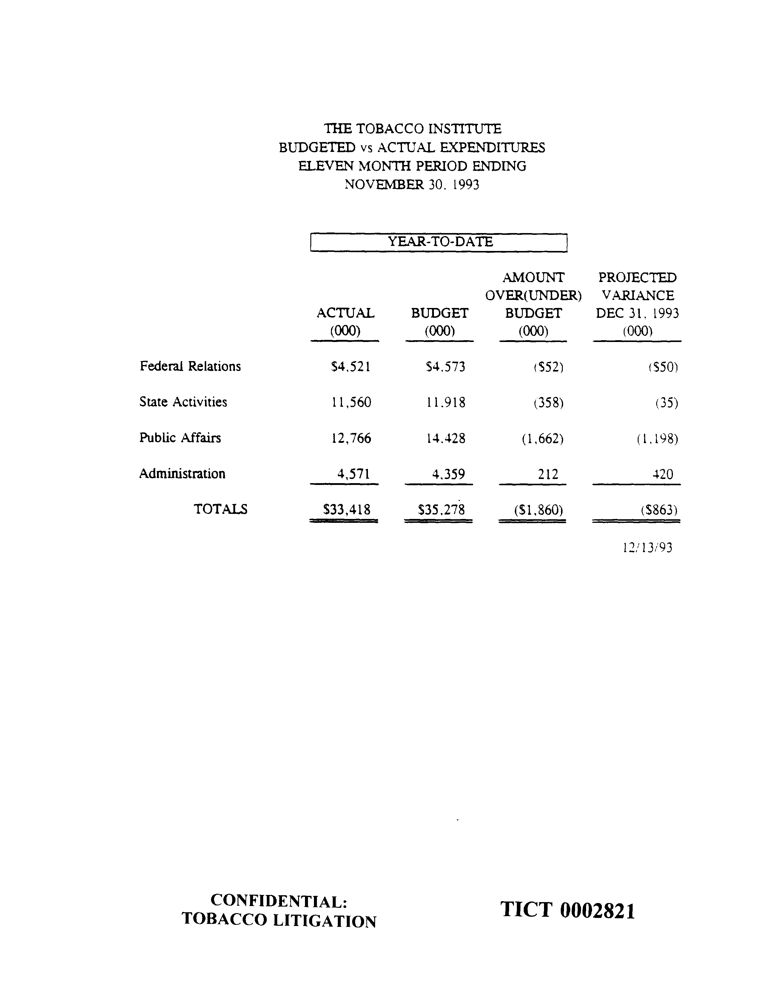 THE TOBACCO INSTITUTE
BUDGETED vs ACTUAL EXPENDITURES
ELEVEN MONTH PERIOD ENDING
NOVEMBER 30, 1993
YEAR-TO-DATE
AMOUNT PROJECTED
OVER(UNDER) VARIANCE
ACTUAL BUDGET BUDGET DEC 31, 1993
(000) (000) (000) (000)
Federal Relations $4,521 $4,573 ($52) ($50)
State Activities 11,560 11,918 (358) (35)
Public Affairs 12,766 14,428 (1,662) (1,198)
Administration 4,571 4,359 212 420
TOTALS $33,418 $35,278 ($1,860) ($863)
12/13/93
CONFIDENTIAL:
TOBACCO LITIGATION
TICT 0002821